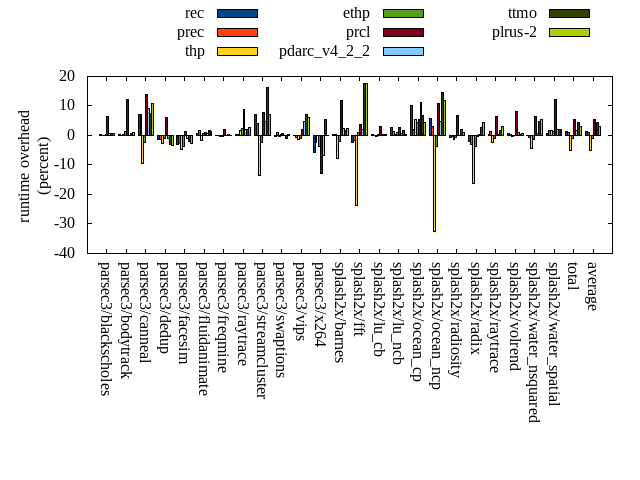 rec ethp ttmo
prec prcl plrus-2
thp pdarc_v4_2_2
20
10
0
-10
-20
-30
-40
runtime overhead
(percent)
parsec3/blackscholes
parsec3/bodytrack
parsec3/canneal
parsec3/dedup
parsec3/facesim
parsec3/fluidanimate
parsec3/freqmine
parsec3/raytrace
parsec3/streamcluster
parsec3/swaptions
parsec3/vips
parsec3/x264
splash2x/barnes
splash2x/fft
splash2x/lu_cb
splash2x/lu_ncb
splash2x/ocean_cp
splash2x/ocean_ncp
splash2x/radiosity
splash2x/radix
splash2x/raytrace
splash2x/volrend
splash2x/water_nsquared
splash2x/water_spatial
total
average